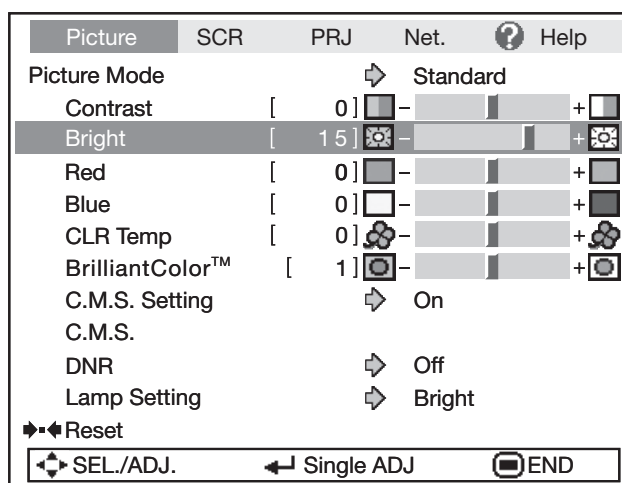 Picture SCR PRJ Net. ? Help
Picture Mode Standard
Contrast [ 0] - +
Bright [ 15] - +
Red [ 0] - +
Blue [ 0] - +
CLR Temp [ 0] - +
BrilliantColor™ [ 1] - +
C.M.S. Setting On
C.M.S.
DNR Off
Lamp Setting Bright
Reset
SEL./ADJ. Single ADJ END